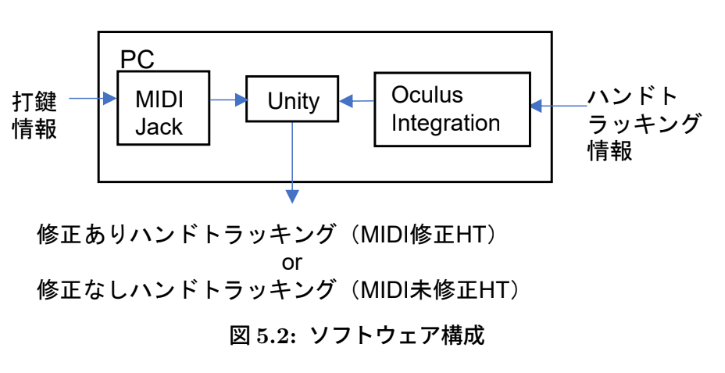 PC
打鍵
情報
MIDI
Jack
Unity
Oculus
Integration
ハンドト
ラッキング
情報
修正ありハンドトラッキング（MIDI修正HT）
or
修正なしハンドトラッキング（MIDI未修正HT）
図 5.2: ソフトウェア構成